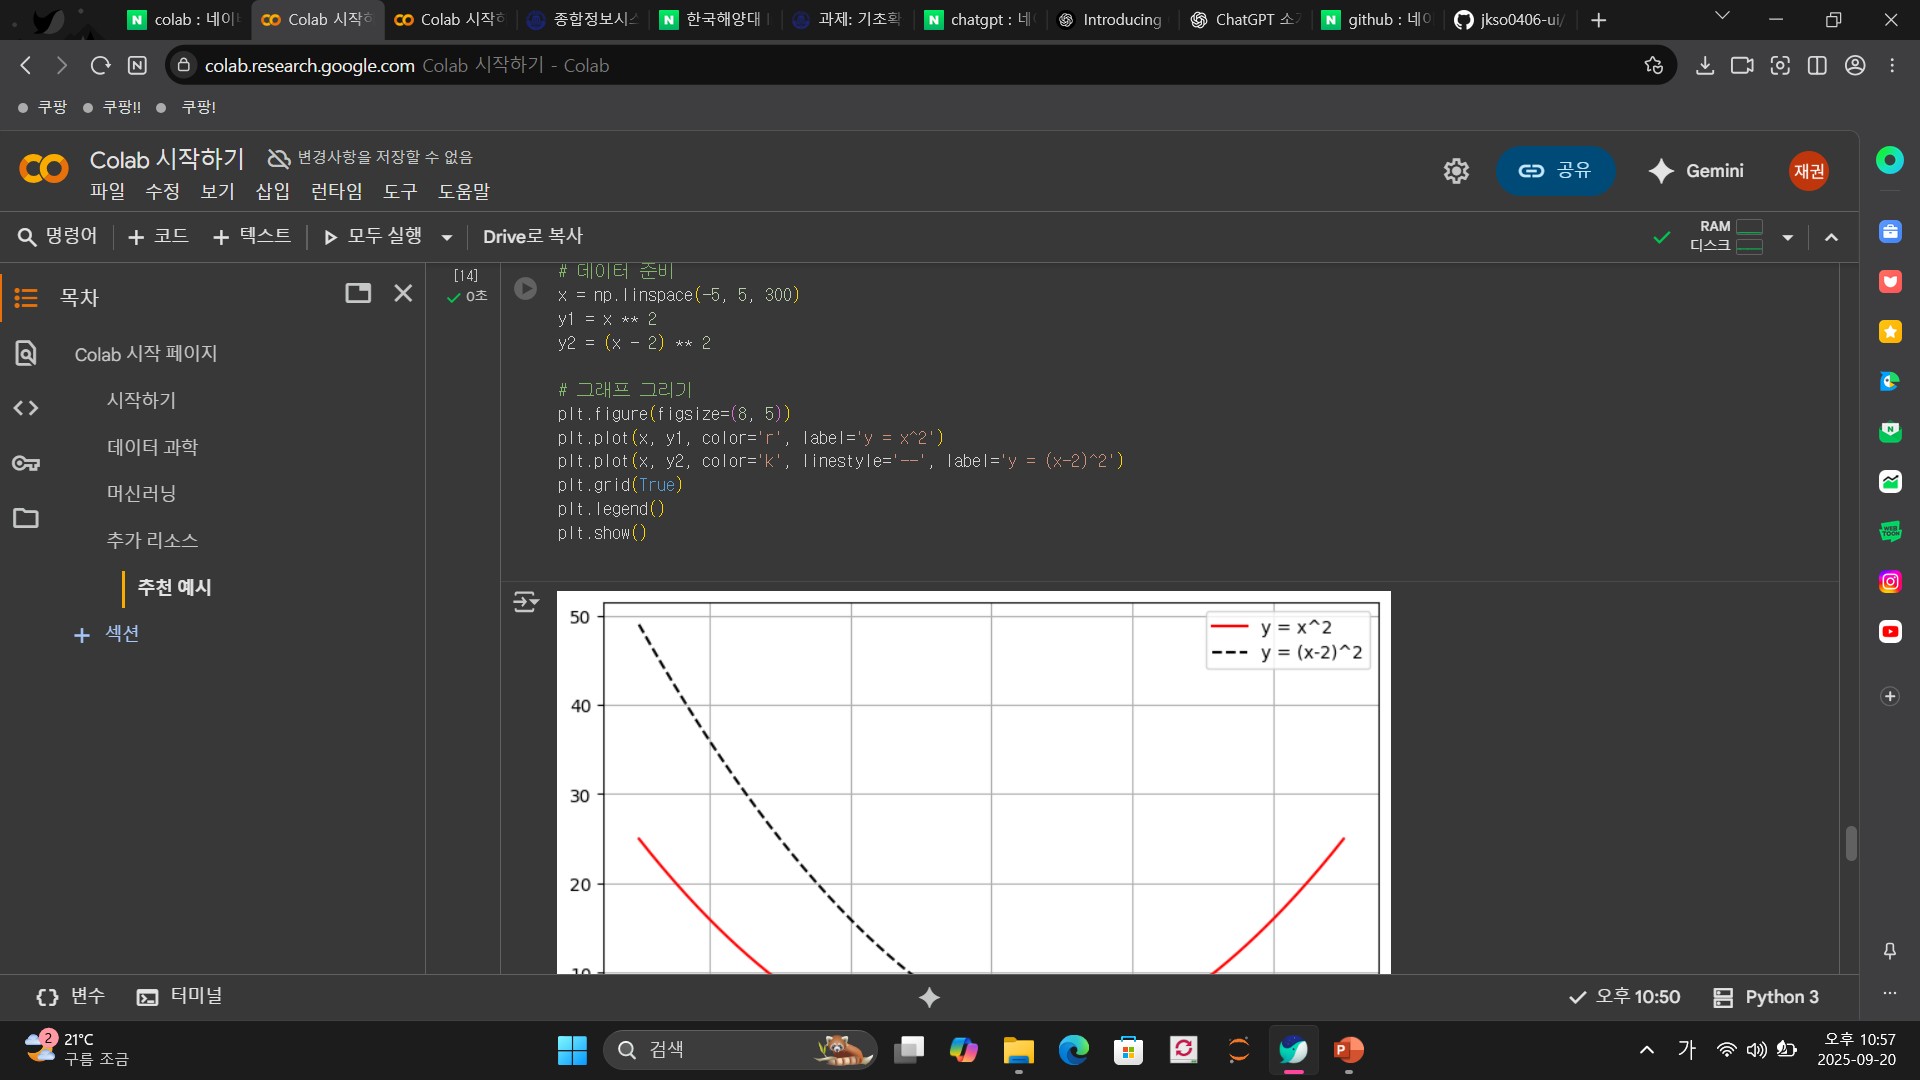 colab : 네이
Colab 시작하
Colab 시작하
종합정보시스
한국해양대
과제: 기초확
chatgpt : 네
Introducing
ChatGPT 소
github : 네이
jkso0406-ui/
colab.research.google.com Colab 시작하기 - Colab
쿠팡 쿠팡!! 쿠팡!
Colab 시작하기 변경사항을 저장할 수 없음
파일 수정 보기 삽입 런타임 도구 도움말
공유 Gemini 재권
명령어 + 코드 + 텍스트 모두 실행 Drive로 복사
RAM
디스크
목차
Colab 시작 페이지
시작하기
데이터 과학
머신러닝
추가 리소스
추천 예시
+ 섹션
[14]
0초
# 데이터 준비
x = np.linspace(-5, 5, 300)
y1 = x ** 2
y2 = (x - 2) ** 2
# 그래프 그리기
plt.figure(figsize=(8, 5))
plt.plot(x, y1, color='r', label='y = x^2')
plt.plot(x, y2, color='k', linestyle='--', label='y = (x-2)^2')
plt.grid(True)
plt.legend()
plt.show()
y = x^2
y = (x-2)^2
50
40
30
20
10
변수 터미널 오후 10:50 Python 3
2
21°C
구름 조금
검색
가
오후 10:57
2025-09-20